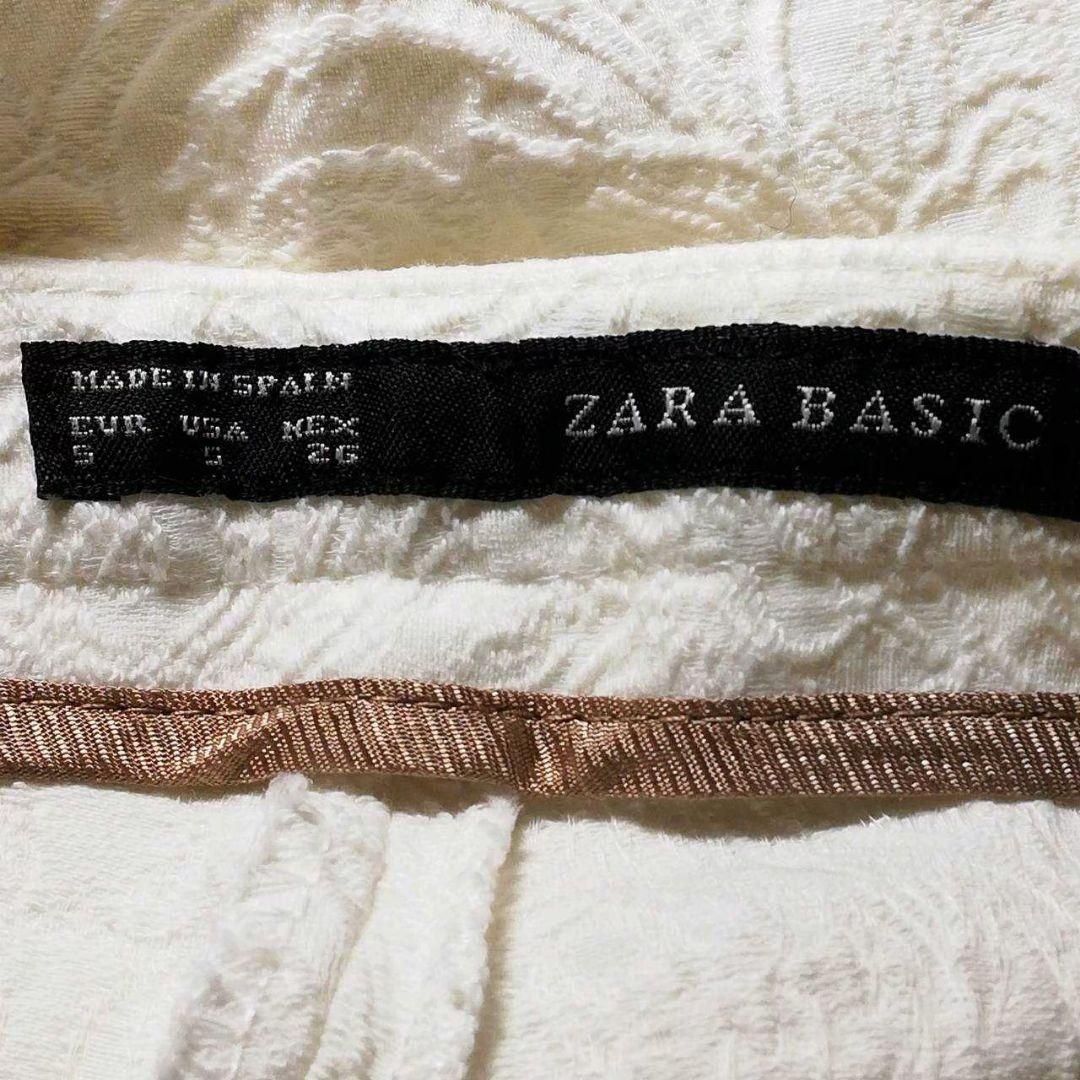 MADE IN SPAIN
EUR USA MEX
S S 26
ZARA BASIC